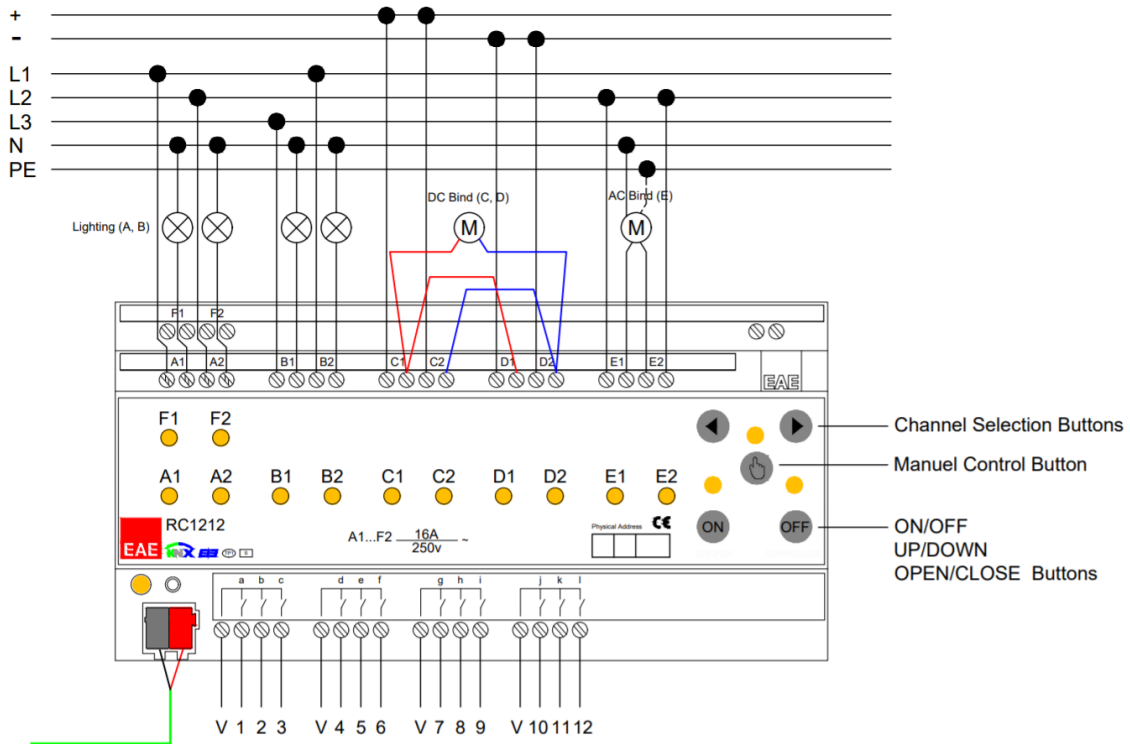 +
-
L1
L2
L3
N
PE
Lighting (A, B)
DC Bind (C, D)
AC Bind (E)
M
M
F1 F2
A1 A2 B1 B2 C1 C2 D1 D2 E1 E2
EAE
F1 F2
A1 A2 B1 B2 C1 C2 D1 D2 E1 E2
Channel Selection Buttons
Manuel Control Button
ON OFF
ON/OFF
UP/DOWN
OPEN/CLOSE Buttons
EAE
RC1212
KNX EIB TP1
A1...F2 16A ~
250v
Physical Address CE
a b c d e f g h i j k l
V 1 2 3 V 4 5 6 V 7 8 9 V 10 11 12